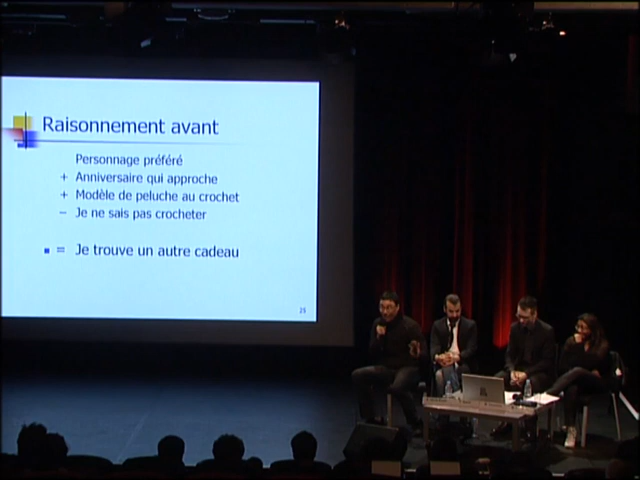 Raisonnement avant
Personnage préféré
+ Anniversaire qui approche
+ Modèle de peluche au crochet
− Je ne sais pas crocheter
= Je trouve un autre cadeau